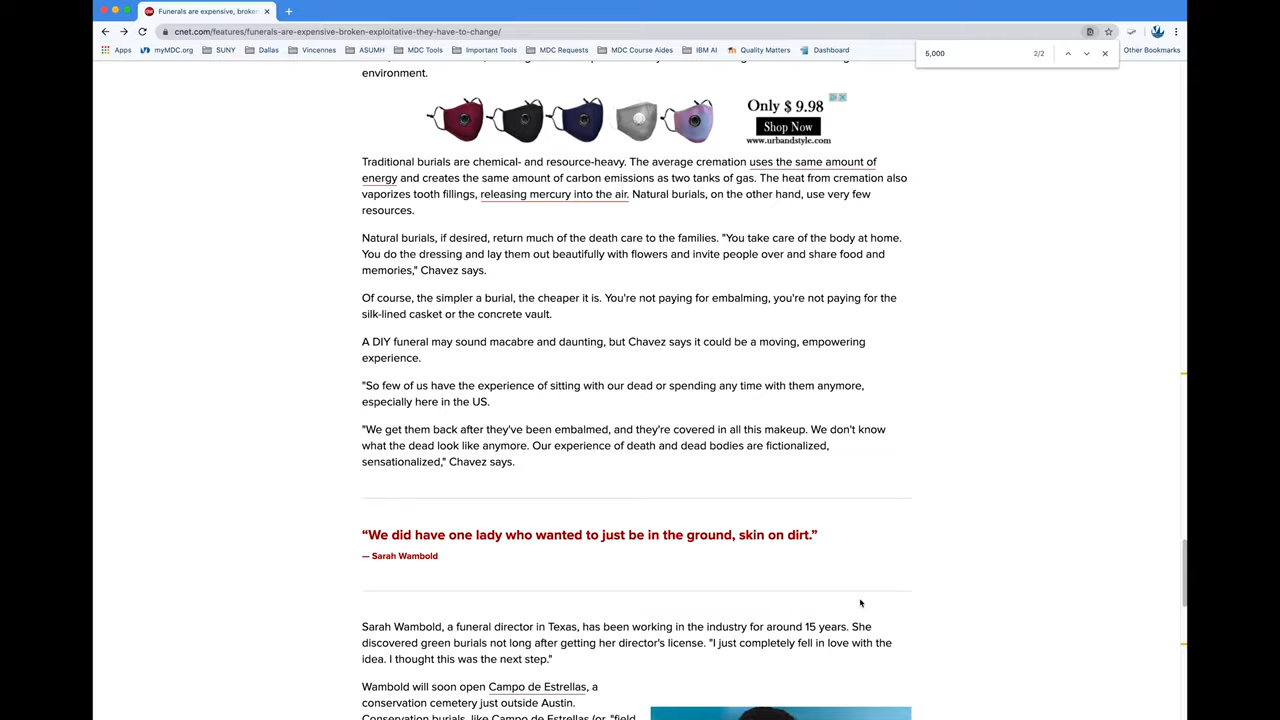 Funerals are expensive, broken
cnet.com/features/funerals-are-expensive-broken-exploitative-they-have-to-change/
Apps myMDC.org SUNY Dallas Vincennes ASUMH MDC Tools Important Tools MDC Requests MDC Course Aides IBM AI Quality Matters Dashboard Other Bookmarks
5,000 2/2
environment.
Only $ 9.98
Shop Now
www.urbandstyle.com
Traditional burials are chemical- and resource-heavy. The average cremation uses the same amount of
energy and creates the same amount of carbon emissions as two tanks of gas. The heat from cremation also
vaporizes tooth fillings, releasing mercury into the air. Natural burials, on the other hand, use very few
resources.
Natural burials, if desired, return much of the death care to the families. "You take care of the body at home.
You do the dressing and lay them out beautifully with flowers and invite people over and share food and
memories," Chavez says.
Of course, the simpler a burial, the cheaper it is. You're not paying for embalming, you're not paying for the
silk-lined casket or the concrete vault.
A DIY funeral may sound macabre and daunting, but Chavez says it could be a moving, empowering
experience.
"So few of us have the experience of sitting with our dead or spending any time with them anymore,
especially here in the US.
"We get them back after they've been embalmed, and they're covered in all this makeup. We don't know
what the dead look like anymore. Our experience of death and dead bodies are fictionalized,
sensationalized," Chavez says.
“We did have one lady who wanted to just be in the ground, skin on dirt.”
— Sarah Wambold
Sarah Wambold, a funeral director in Texas, has been working in the industry for around 15 years. She
discovered green burials not long after getting her director's license. "I just completely fell in love with the
idea. I thought this was the next step."
Wambold will soon open Campo de Estrellas, a
conservation cemetery just outside Austin.
Conservation burials, like Campo de Estrellas (or, "field